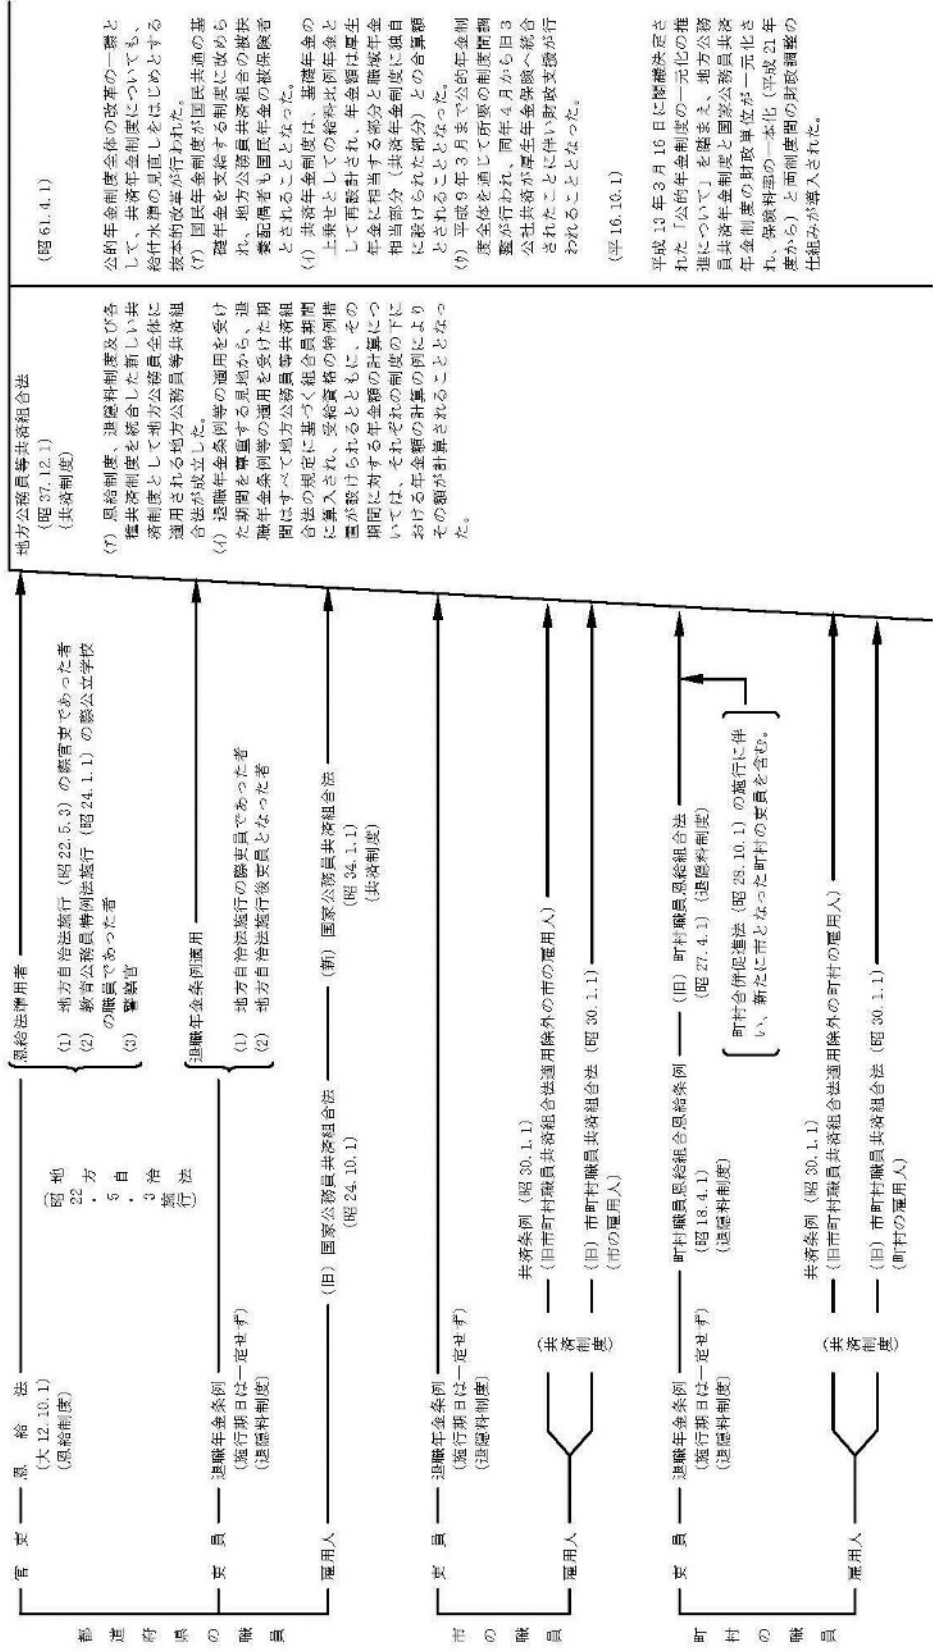 都道府県の職員
官吏
恩給法
(大12.10.1)
(恩給制度)
(昭22.5.3)
地方自治法施行
恩給法準用者
(1) 地方自治法施行(昭22.5.3)の際官吏であった者
(2) 教育公務員特例法施行(昭24.1.1)の際公立学校
の職員であった者
(3) 警察官
吏員
退職年金条例
(施行期日は一定せず)
(退隠料制度)
退職年金条例適用
(1) 地方自治法施行の際吏員であった者
(2) 地方自治法施行後吏員となった者
雇用人
(旧)国家公務員共済組合法
(昭24.10.1)
(新)国家公務員共済組合法
(昭34.1.1)
(共済制度)
市の職員
吏員
退職年金条例
(施行期日は一定せず)
(退隠料制度)
雇用人
(共済制度)
共済条例(昭30.1.1)
(旧市町村職員共済組合法適用除外の市の雇用人)
(旧)市町村職員共済組合法(昭30.1.1)
(市の雇用人)
町村の職員
吏員
退職年金条例
(施行期日は一定せず)
(退隠料制度)
町村職員恩給組合恩給条例
(昭18.4.1)
(退隠料制度)
(旧)町村職員恩給組合法
(昭27.4.1)(退隠料制度)
町村合併促進法(昭28.10.1)の施行に伴
い、新たに市となった町村の吏員を含む。
雇用人
(共済制度)
共済条例(昭30.1.1)
(旧市町村職員共済組合法適用除外の町村の雇用人)
(旧)市町村職員共済組合法(昭30.1.1)
(町村の雇用人)
地方公務員等共済組合法
(昭37.12.1)
(共済制度)
(ア) 恩給制度、退隠料制度及び各
種共済制度を統合した新しい共
済制度として地方公務員全体に
適用される地方公務員等共済組
合法が成立した。
(イ) 退職年金条例等の適用を受け
た期間を尊重する見地から、退
職年金条例等の適用を受けた期
間はすべて地方公務員等共済組
合法の規定に基づく組合員期間
に算入され、受給資格の特例措
置が設けられるとともに、その
期間に対する年金額の計算につ
いては、それぞれの制度の下に
おける年金額の計算の例により
その額が計算されることとなっ
た。
(昭61.4.1)
公的年金制度全体の改革の一環と
して、共済年金制度についても、
給付水準の見直しをはじめとする
抜本的改革が行われた。
(ア) 国民年金制度が国民共通の基
礎年金を支給する制度に改めら
れ、地方公務員共済組合の被扶
養配偶者も国民年金の被保険者
とされることとなった。
(イ) 共済年金制度は、基礎年金の
上乗せとしての給料比例年金と
して再設計され、年金額は厚生
年金に相当する部分と職域年金
相当部分(共済年金制度に独自
に設けられた部分)との合算額
とされることとなった。
(ウ) 平成9年3月まで公的年金制
度全体を通じて所要の制度間調
整が行われ、同年4月から旧3
公社共済が厚生年金保険へ統合
されたことに伴い財政支援が行
われることとなった。
(平16.10.1)
平成13年3月16日に閣議決定さ
れた「公的年金制度の一元化の推
進について」を踏まえ、地方公務
員共済年金制度と国家公務員共済
年金制度の財政単位が一元化さ
れ、保険料率の一本化(平成21年
度から)と両制度間の財政調整の
仕組みが導入された。